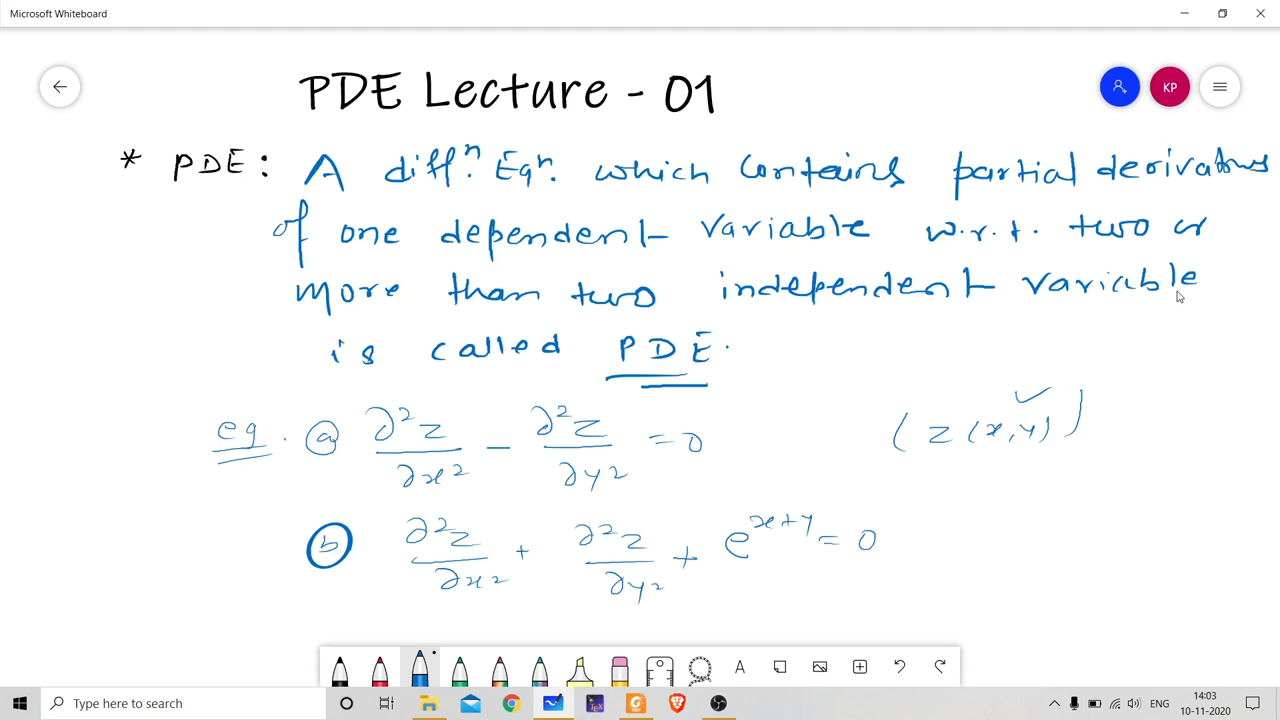 Microsoft Whiteboard
KP
PDE Lecture - 01
* PDE: A diffⁿ. Eqⁿ. which contains partial derivatives
of one dependent variable w.r.t. two or
more than two independent variable
is called PDE.
eg. (a) ∂²z/∂x² - ∂²z/∂y² = 0 (z(x,y))
(b) ∂²z/∂x² + ∂²z/∂y² + e^(x+y) = 0
A
Type here to search
ENG
14:03
10-11-2020